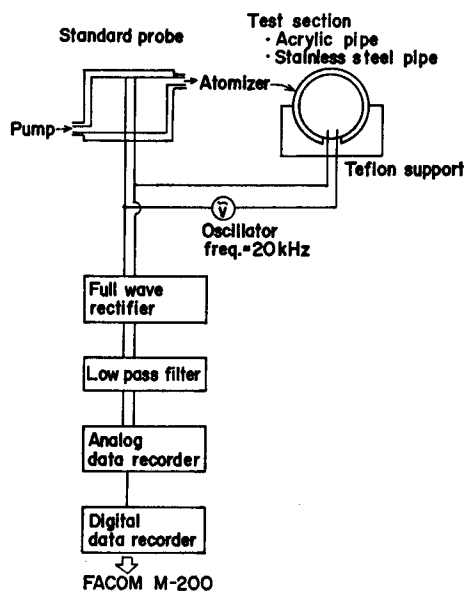 Standard probe
Test section
・Acrylic pipe
・Stainless steel pipe
Pump
Atomizer
Teflon support
V
Oscillator
freq.=20kHz
Full wave
rectifier
Low pass filter
Analog
data recorder
Digital
data recorder
FACOM M-200